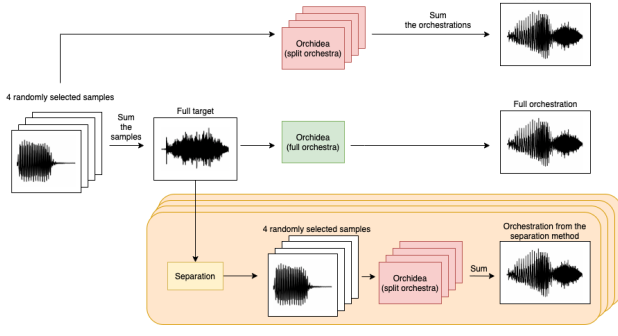 Orchidea
(split orchestra)
Sum
the orchestrations
4 randomly selected samples
Sum
the
samples
Full target
Orchidea
(full orchestra)
Full orchestration
Separation
4 randomly selected samples
Orchidea
(split orchestra)
Sum
Orchestration from the
separation method